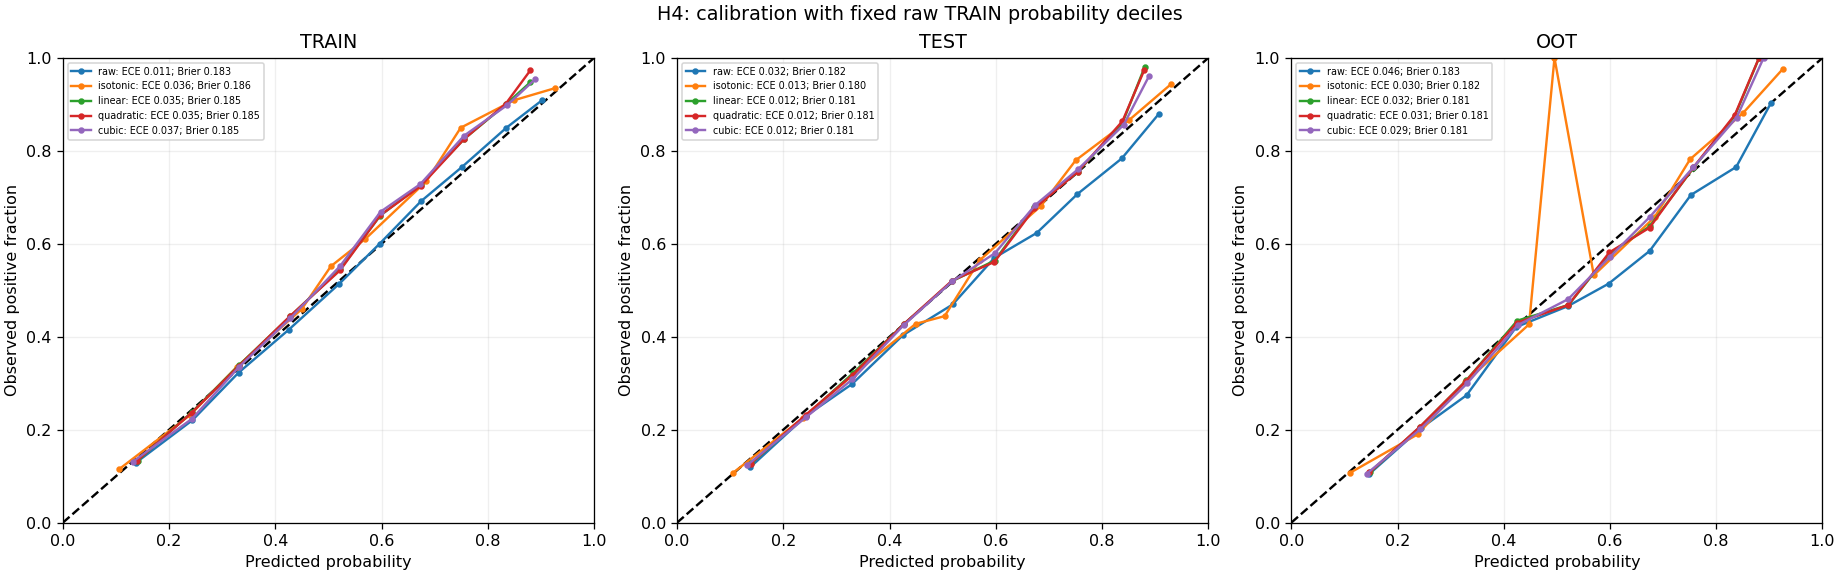 H4: calibration with fixed raw TRAIN probability deciles
TRAIN
1.0
0.8
0.6
0.4
0.2
0.0
Observed positive fraction
raw: ECE 0.011; Brier 0.183
isotonic: ECE 0.036; Brier 0.186
linear: ECE 0.035; Brier 0.185
quadratic: ECE 0.035; Brier 0.185
cubic: ECE 0.037; Brier 0.185
0.0 0.2 0.4 0.6 0.8 1.0
Predicted probability
TEST
1.0
0.8
0.6
0.4
0.2
0.0
Observed positive fraction
raw: ECE 0.032; Brier 0.182
isotonic: ECE 0.013; Brier 0.180
linear: ECE 0.012; Brier 0.181
quadratic: ECE 0.012; Brier 0.181
cubic: ECE 0.012; Brier 0.181
0.0 0.2 0.4 0.6 0.8 1.0
Predicted probability
OOT
1.0
0.8
0.6
0.4
0.2
0.0
Observed positive fraction
raw: ECE 0.046; Brier 0.183
isotonic: ECE 0.030; Brier 0.182
linear: ECE 0.032; Brier 0.181
quadratic: ECE 0.031; Brier 0.181
cubic: ECE 0.029; Brier 0.181
0.0 0.2 0.4 0.6 0.8 1.0
Predicted probability